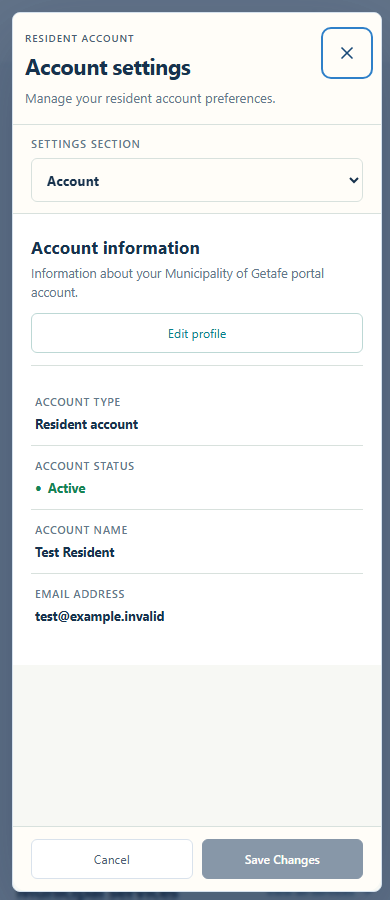 RESIDENT ACCOUNT
Account settings
Manage your resident account preferences.
SETTINGS SECTION
Account
Account information
Information about your Municipality of Getafe portal
account.
Edit profile
ACCOUNT TYPE
Resident account
ACCOUNT STATUS
• Active
ACCOUNT NAME
Test Resident
EMAIL ADDRESS
test@example.invalid
Cancel
Save Changes